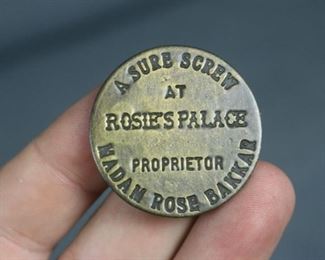 A SURE SCREW
AT
ROSIE'S PALACE
PROPRIETOR
MADAM ROSE BAKKAR